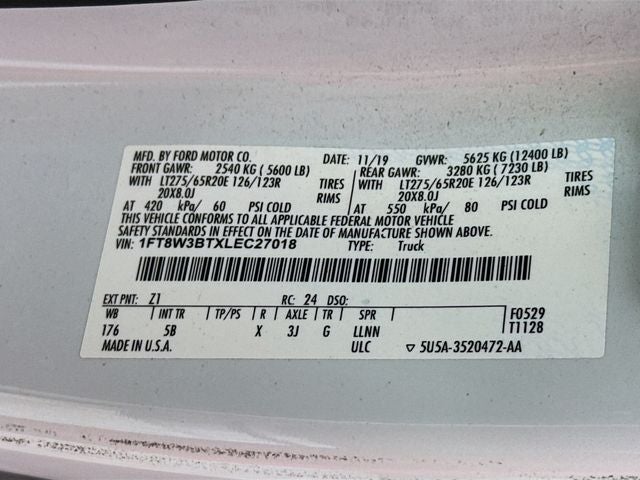 MFD. BY FORD MOTOR CO. DATE: 11/19 GVWR: 5625 KG (12400 LB)
FRONT GAWR: 2540 KG ( 5600 LB) REAR GAWR: 3280 KG ( 7230 LB)
WITH LT275/65R20E 126/123R TIRES WITH LT275/65R20E 126/123R TIRES
20X8.0J RIMS 20X8.0J RIMS
AT 420 kPa/ 60 PSI COLD AT 550 kPa/ 80 PSI COLD
THIS VEHICLE CONFORMS TO ALL APPLICABLE FEDERAL MOTOR VEHICLE
SAFETY STANDARDS IN EFFECT ON THE DATE OF MANUFACTURE SHOWN ABOVE.
VIN: 1FT8W3BTXLEC27018 TYPE: Truck
EXT PNT: Z1 RC: 24 DSO: F0529
WB INT TR TP/PS R AXLE TR SPR T1128
176 5B X 3J G LLNN
MADE IN U.S.A. ULC ▽ 5U5A-3520472-AA